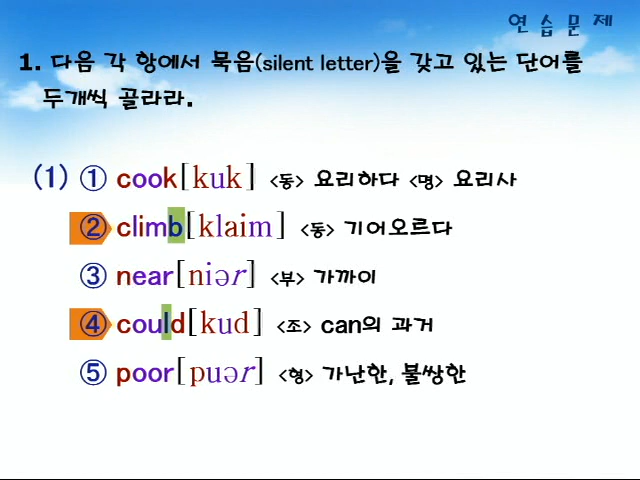 연 습 문 제
1. 다음 각 항에서 묵음(silent letter)을 갖고 있는 단어를
두개씩 골라라.
(1) ① cook[kuk] <동> 요리하다 <명> 요리사
② climb[klaim] <동> 기어오르다
③ near[niər] <부> 가까이
④ could[kud] <조> can의 과거
⑤ poor[puər] <형> 가난한, 불쌍한